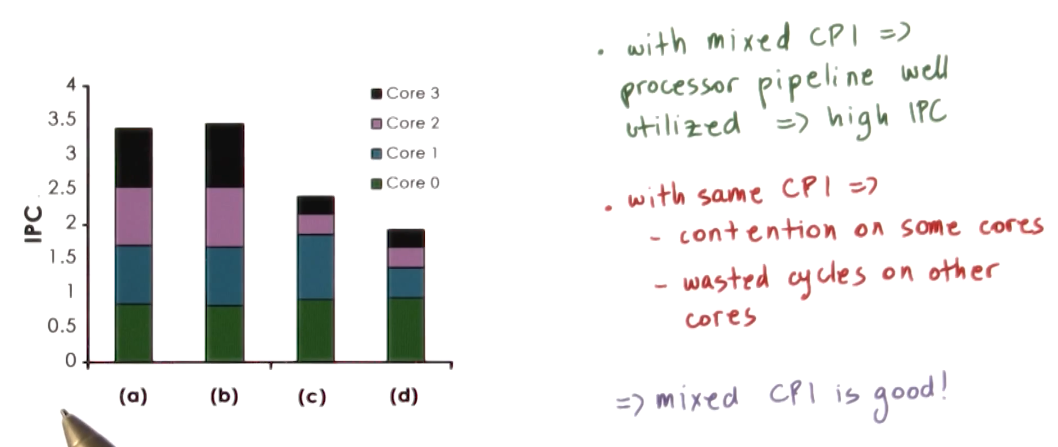 4
3.5
3
2.5
2
1.5
1
0.5
0
IPC
Core 3
Core 2
Core 1
Core 0
(a) (b) (c) (d)
• with mixed CPI =>
processor pipeline well
utilized => high IPC
• with same CPI =>
- contention on some cores
- wasted cycles on other
cores
=> mixed CPI is good!